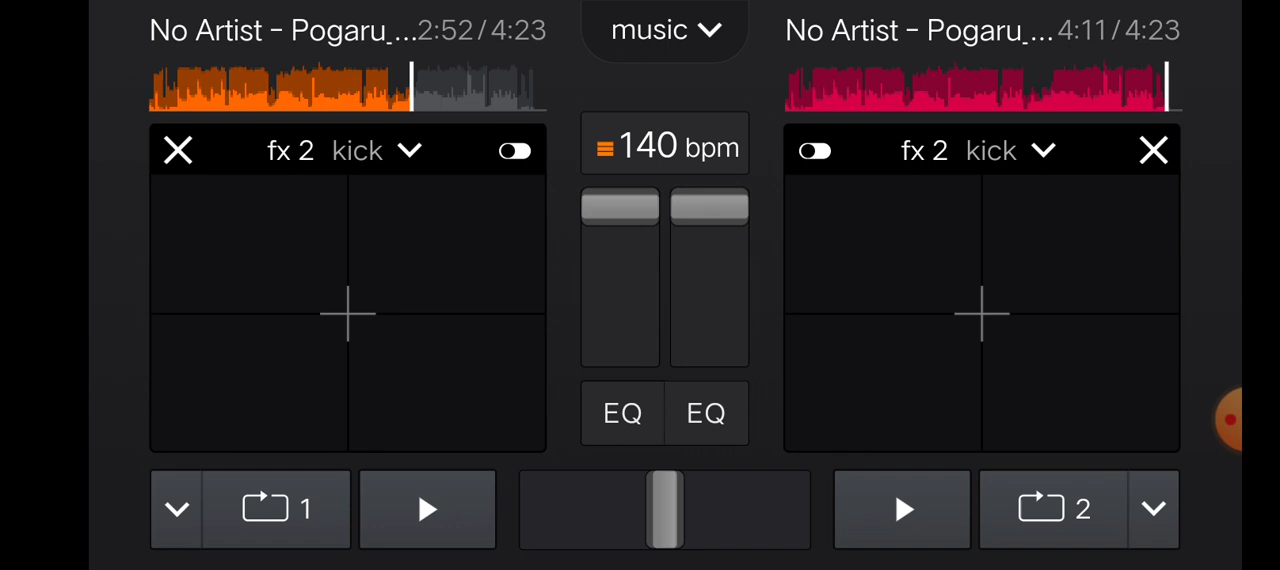 No Artist - Pogaru_... 2:52/4:23
music
No Artist - Pogaru_... 4:11/4:23
fx 2 kick
140 bpm
fx 2 kick
EQ EQ
1
2